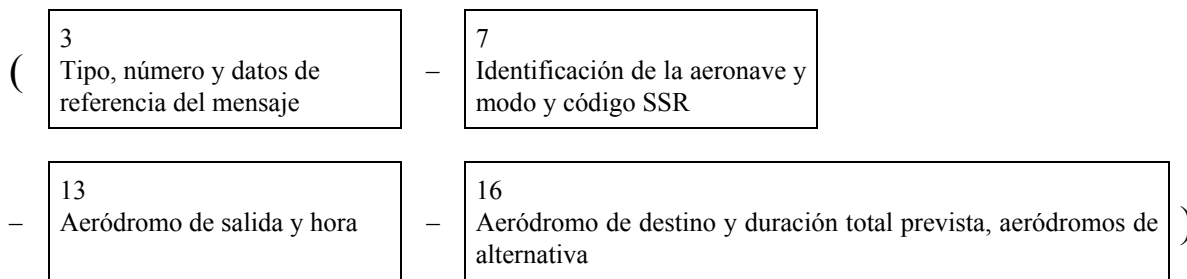 (
3
Tipo, número y datos de
referencia del mensaje
–
7
Identificación de la aeronave y
modo y código SSR
–
13
Aeródromo de salida y hora
–
16
Aeródromo de destino y duración total prevista, aeródromos de
alternativa
)